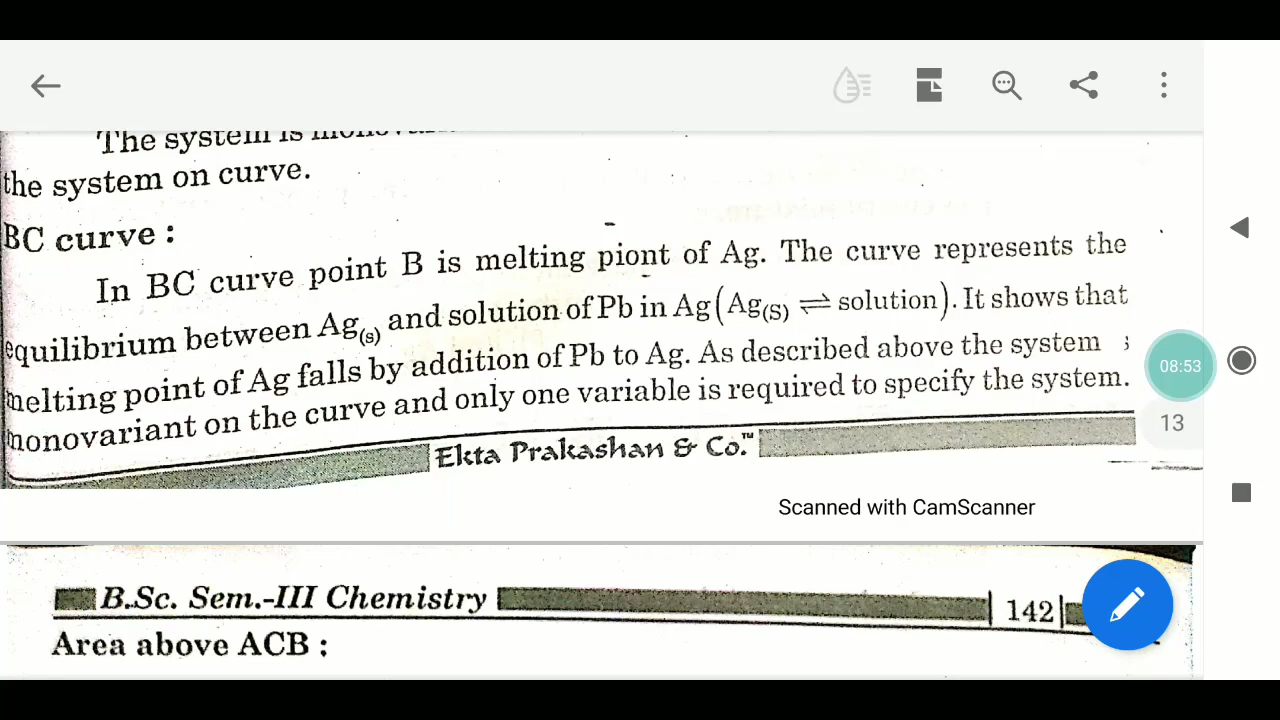 The system is
the system on curve.
BC curve :
In BC curve point B is melting piont of Ag. The curve represents the
equilibrium between Ag(s) and solution of Pb in Ag(Ag(S) ⇌ solution). It shows that
melting point of Ag falls by addition of Pb to Ag. As described above the system
monovariant on the curve and only one variable is required to specify the system.
Ekta Prakashan & Co.™
Scanned with CamScanner
B.Sc. Sem.-III Chemistry 142
Area above ACB :
08:53
13